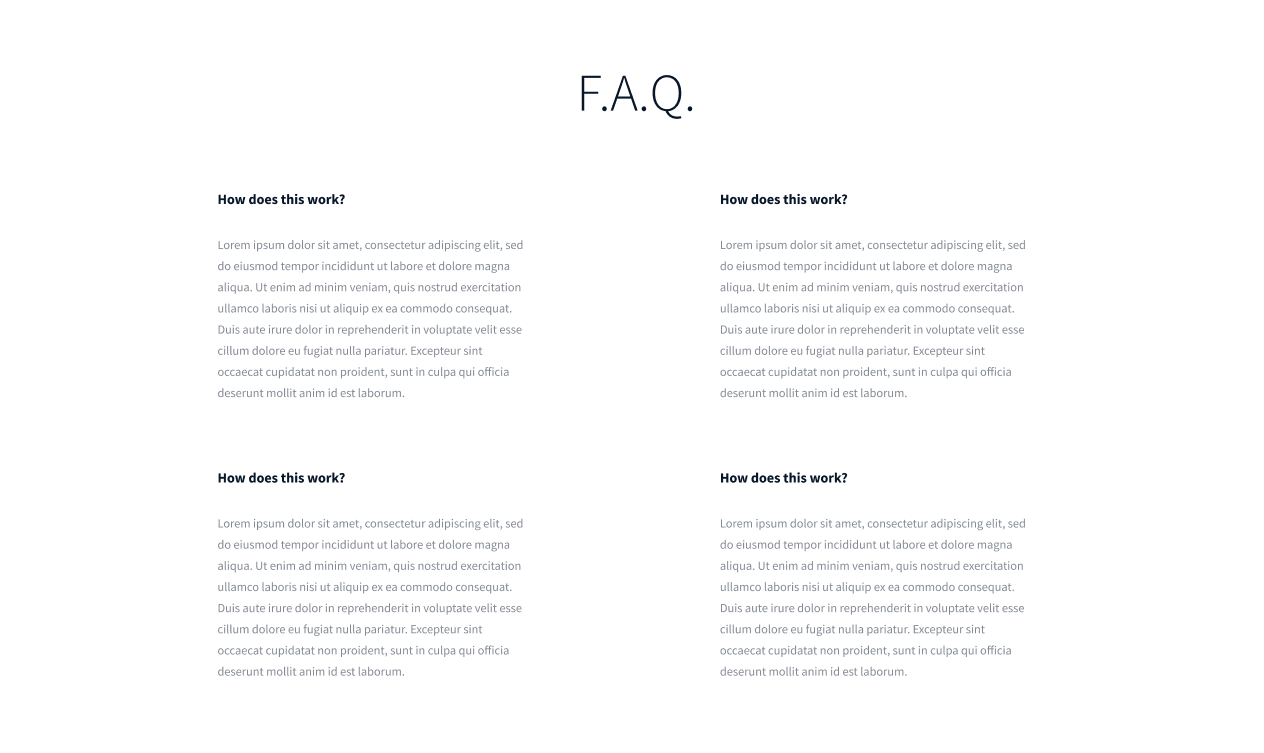 F.A.Q.
How does this work?
Lorem ipsum dolor sit amet, consectetur adipiscing elit, sed
do eiusmod tempor incididunt ut labore et dolore magna
aliqua. Ut enim ad minim veniam, quis nostrud exercitation
ullamco laboris nisi ut aliquip ex ea commodo consequat.
Duis aute irure dolor in reprehenderit in voluptate velit esse
cillum dolore eu fugiat nulla pariatur. Excepteur sint
occaecat cupidatat non proident, sunt in culpa qui officia
deserunt mollit anim id est laborum.
How does this work?
Lorem ipsum dolor sit amet, consectetur adipiscing elit, sed
do eiusmod tempor incididunt ut labore et dolore magna
aliqua. Ut enim ad minim veniam, quis nostrud exercitation
ullamco laboris nisi ut aliquip ex ea commodo consequat.
Duis aute irure dolor in reprehenderit in voluptate velit esse
cillum dolore eu fugiat nulla pariatur. Excepteur sint
occaecat cupidatat non proident, sunt in culpa qui officia
deserunt mollit anim id est laborum.
How does this work?
Lorem ipsum dolor sit amet, consectetur adipiscing elit, sed
do eiusmod tempor incididunt ut labore et dolore magna
aliqua. Ut enim ad minim veniam, quis nostrud exercitation
ullamco laboris nisi ut aliquip ex ea commodo consequat.
Duis aute irure dolor in reprehenderit in voluptate velit esse
cillum dolore eu fugiat nulla pariatur. Excepteur sint
occaecat cupidatat non proident, sunt in culpa qui officia
deserunt mollit anim id est laborum.
How does this work?
Lorem ipsum dolor sit amet, consectetur adipiscing elit, sed
do eiusmod tempor incididunt ut labore et dolore magna
aliqua. Ut enim ad minim veniam, quis nostrud exercitation
ullamco laboris nisi ut aliquip ex ea commodo consequat.
Duis aute irure dolor in reprehenderit in voluptate velit esse
cillum dolore eu fugiat nulla pariatur. Excepteur sint
occaecat cupidatat non proident, sunt in culpa qui officia
deserunt mollit anim id est laborum.